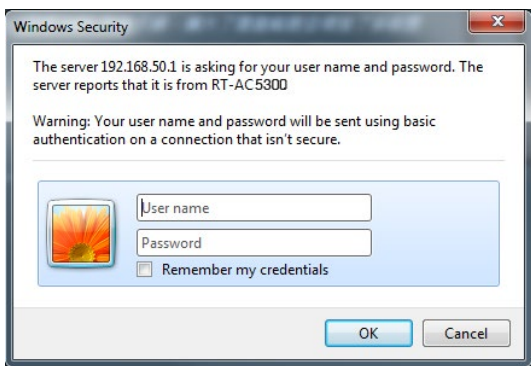 Windows Security
The server 192.168.50.1 is asking for your user name and password. The
server reports that it is from RT-AC5300
Warning: Your user name and password will be sent using basic
authentication on a connection that isn't secure.
User name
Password
Remember my credentials
OK Cancel